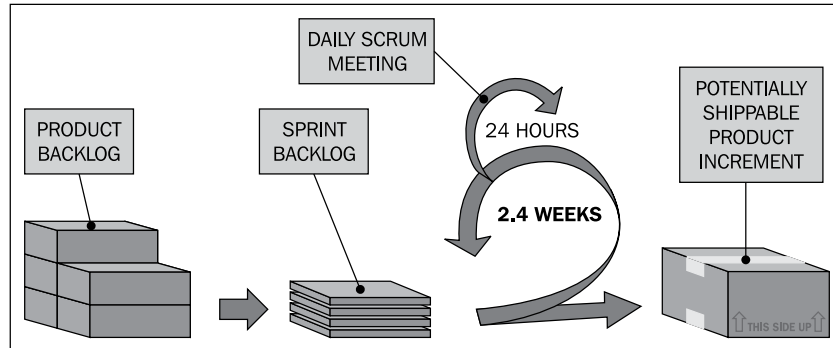 DAILY SCRUM
MEETING
PRODUCT
BACKLOG
SPRINT
BACKLOG
24 HOURS
2.4 WEEKS
POTENTIALLY
SHIPPABLE
PRODUCT
INCREMENT
THIS SIDE UP